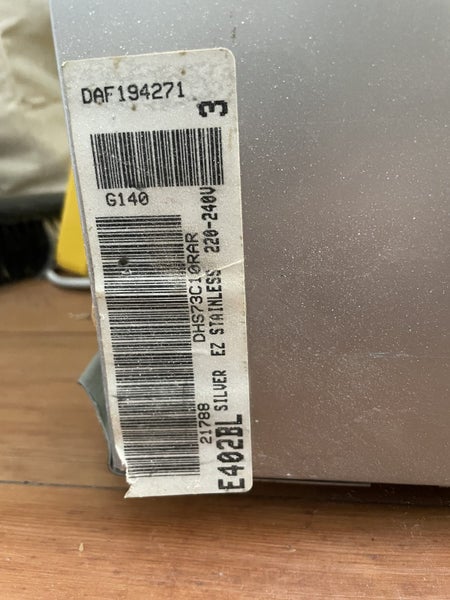 DAF194271
3
G140
DHS73C10RAR
21788
SILVER EZ STAINLESS 220-240V
E402BL